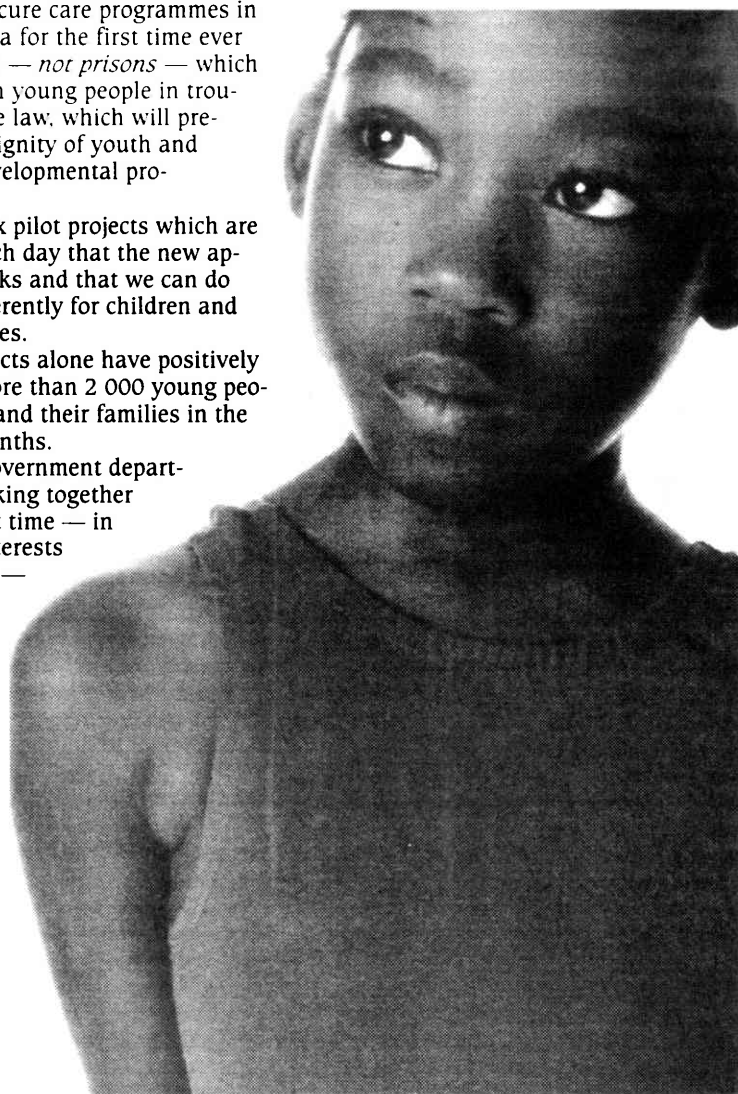 cure care programmes in
a for the first time ever
— not prisons — which
n young people in trou-
e law, which will pre-
ignity of youth and
velopmental pro-
x pilot projects which are
ch day that the new ap-
ks and that we can do
erently for children and
es.
cts alone have positively
ore than 2 000 young peo-
and their families in the
nths.
overnment depart-
king together
t time — in
terests
—